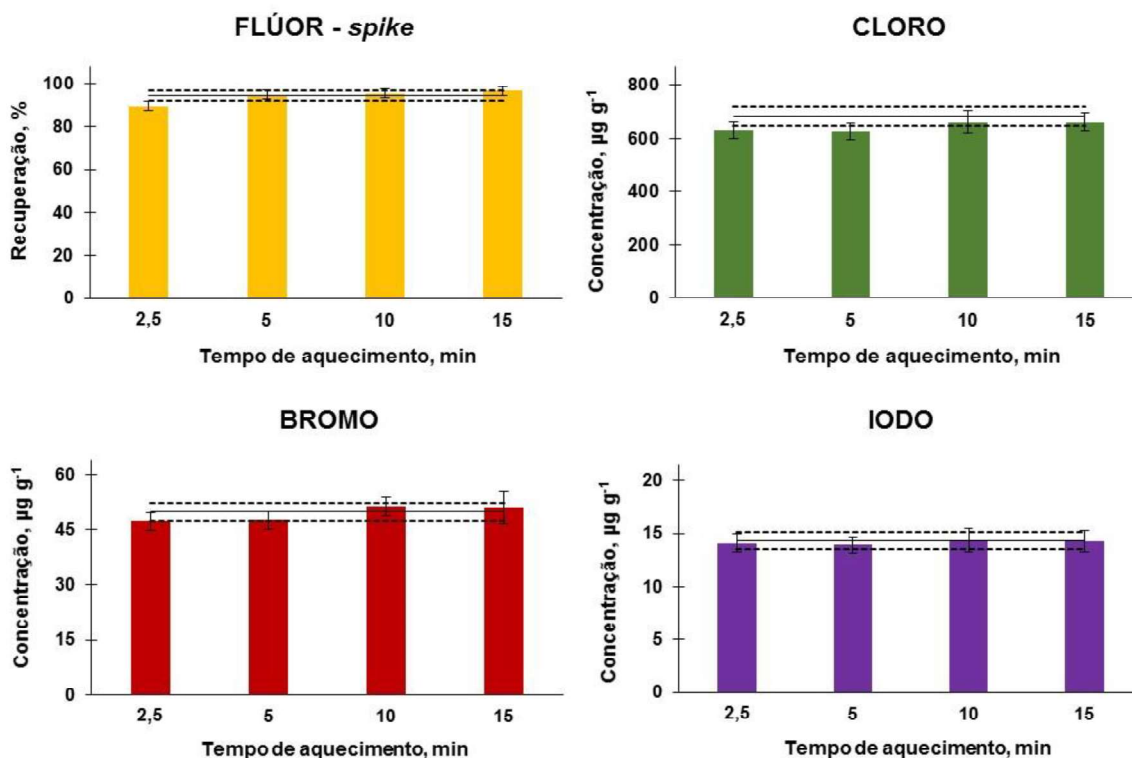 FLÚOR - spike
Recuperação, %
100
80
60
40
20
0
2,5 5 10 15
Tempo de aquecimento, min
CLORO
Concentração, µg g-1
800
600
400
200
0
2,5 5 10 15
Tempo de aquecimento, min
BROMO
Concentração, µg g-1
60
45
30
15
0
2,5 5 10 15
Tempo de aquecimento, min
IODO
Concentração, µg g-1
20
15
10
5
0
2,5 5 10 15
Tempo de aquecimento, min